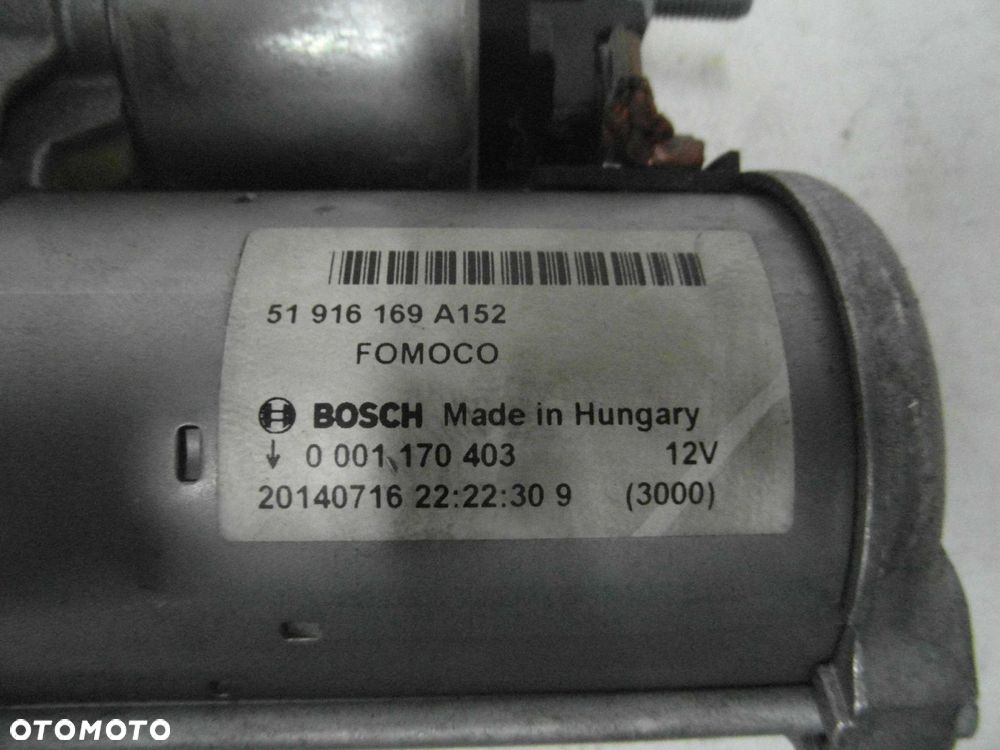 51 916 169 A152
FOMOCO
BOSCH Made in Hungary
↓ 0 001 170 403 12V
20140716 22:22:30 9 (3000)
OTOMOTO